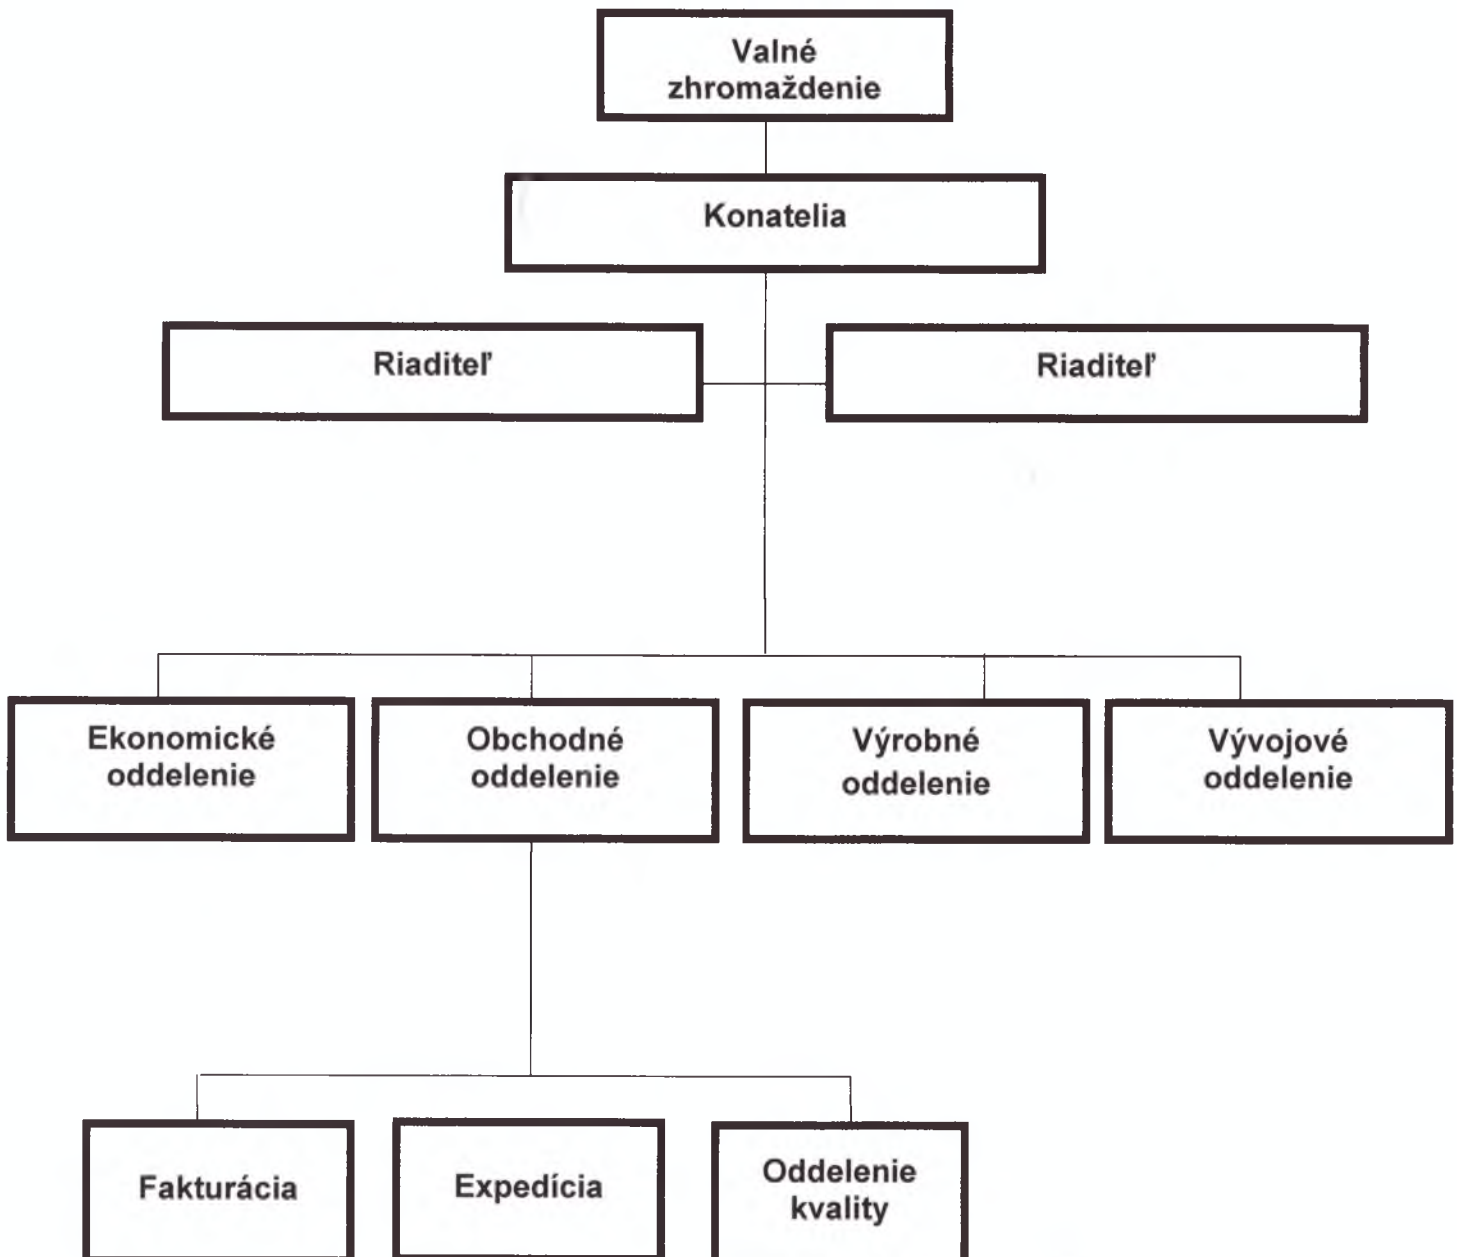 Valné
zhromaždenie
Konatelia
Riaditeľ
Riaditeľ
Ekonomické
oddelenie
Obchodné
oddelenie
Výrobné
oddelenie
Vývojové
oddelenie
Fakturácia
Expedícia
Oddelenie
kvality